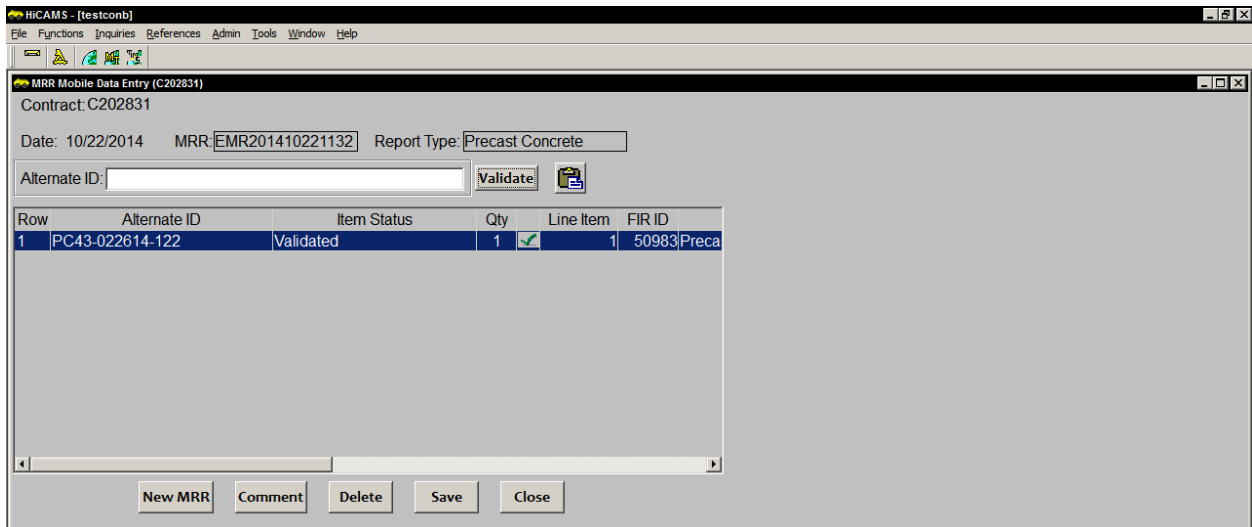 HiCAMS - [testconb]
File Functions Inquiries References Admin Tools Window Help
MRR Mobile Data Entry (C202831)
Contract: C202831
Date: 10/22/2014 MRR: EMR201410221132 Report Type: Precast Concrete
Alternate ID: Validate
Row Alternate ID Item Status Qty Line Item FIR ID
1 PC43-022614-122 Validated 1 1 50983 Preca
New MRR Comment Delete Save Close